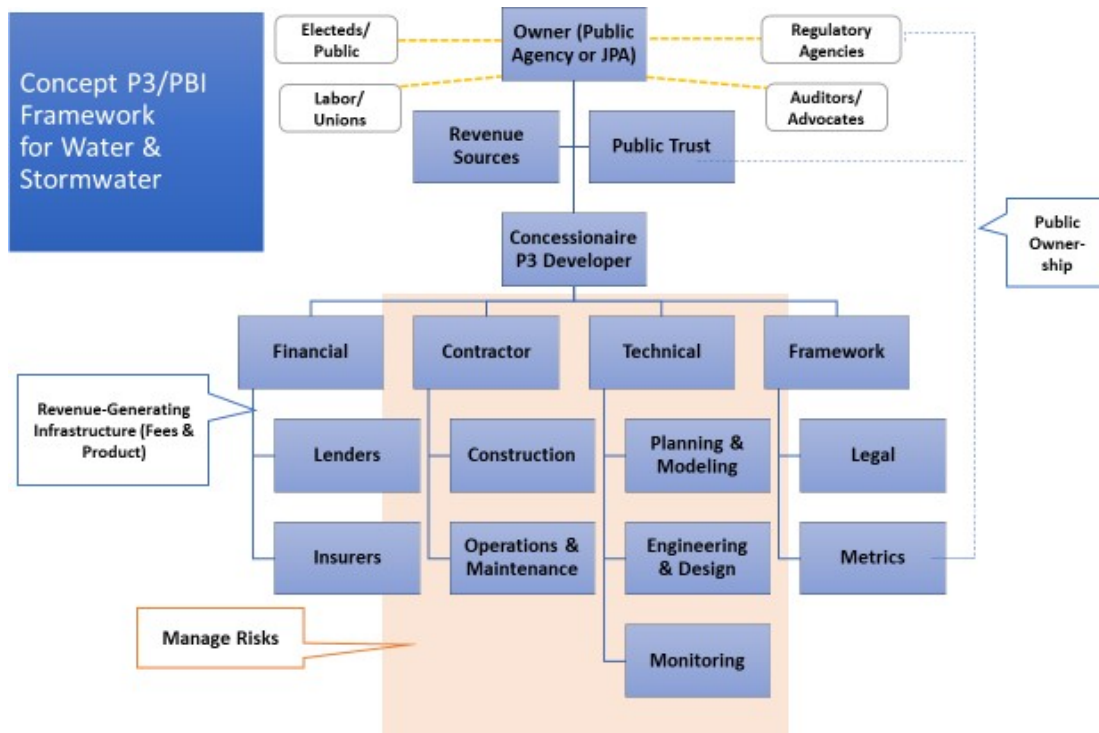 Concept P3/PBI
Framework
for Water &
Stormwater
Electeds/
Public
Owner (Public
Agency or JPA)
Regulatory
Agencies
Labor/
Unions
Auditors/
Advocates
Revenue
Sources
Public Trust
Public
Owner-
ship
Concessionaire
P3 Developer
Financial
Contractor
Technical
Framework
Revenue-Generating
Infrastructure (Fees &
Product)
Lenders
Construction
Planning &
Modeling
Legal
Insurers
Operations &
Maintenance
Engineering
& Design
Metrics
Manage Risks
Monitoring